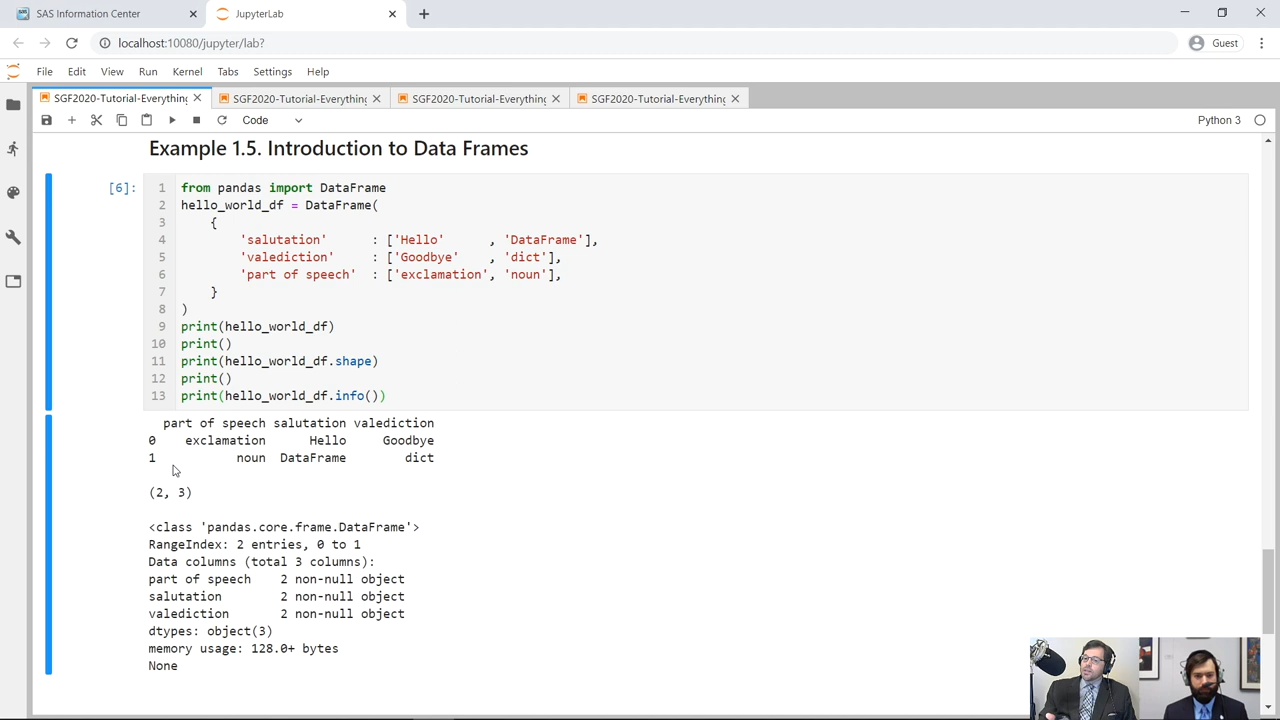 SAS Information Center
JupyterLab
localhost:10080/jupyter/lab?
Guest
File Edit View Run Kernel Tabs Settings Help
SGF2020-Tutorial-Everything SGF2020-Tutorial-Everything SGF2020-Tutorial-Everything SGF2020-Tutorial-Everything
Code
Python 3
Example 1.5. Introduction to Data Frames
[6]:
1 from pandas import DataFrame
2 hello_world_df = DataFrame(
3 {
4 'salutation' : ['Hello' , 'DataFrame'],
5 'valediction' : ['Goodbye' , 'dict'],
6 'part of speech' : ['exclamation', 'noun'],
7 }
8 )
9 print(hello_world_df)
10 print()
11 print(hello_world_df.shape)
12 print()
13 print(hello_world_df.info())
part of speech salutation valediction
0 exclamation Hello Goodbye
1 noun DataFrame dict
(2, 3)
<class 'pandas.core.frame.DataFrame'>
RangeIndex: 2 entries, 0 to 1
Data columns (total 3 columns):
part of speech 2 non-null object
salutation 2 non-null object
valediction 2 non-null object
dtypes: object(3)
memory usage: 128.0+ bytes
None